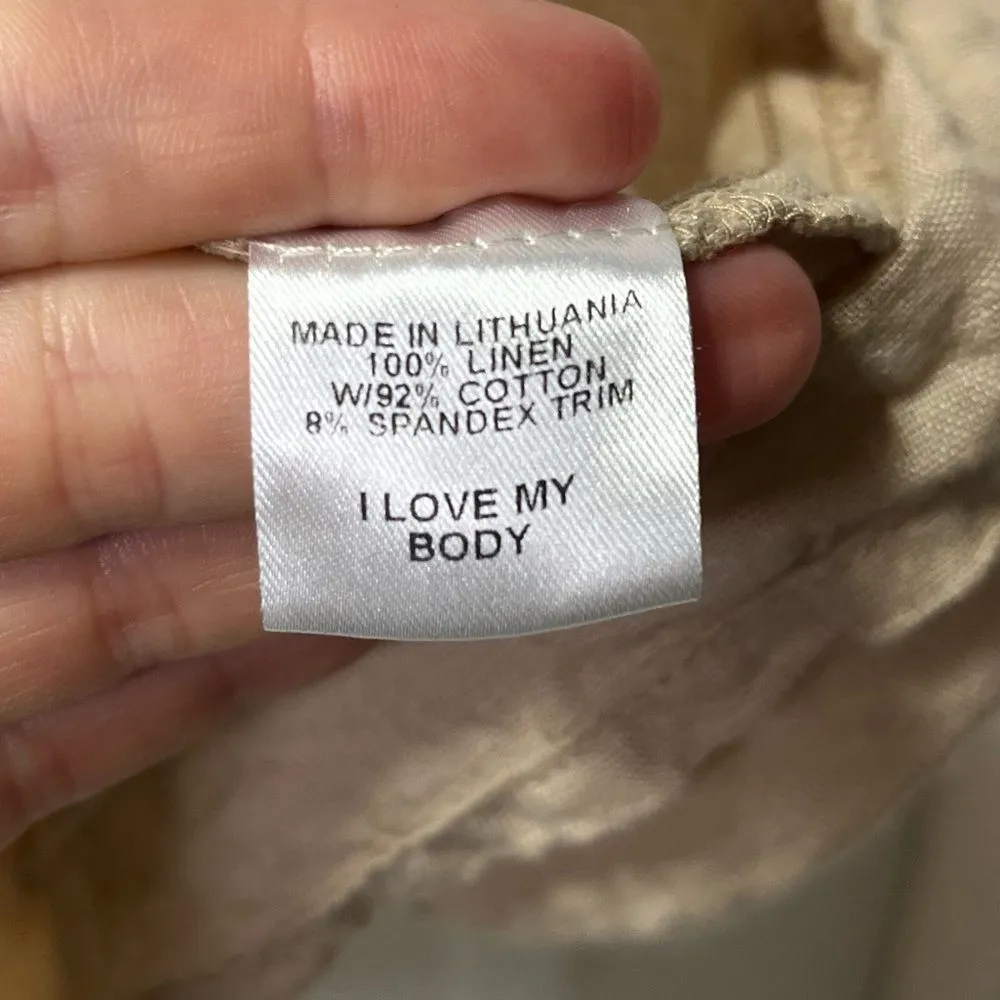 MADE IN LITHUANIA
100% LINEN
W/92% COTTON
8% SPANDEX TRIM
I LOVE MY
BODY